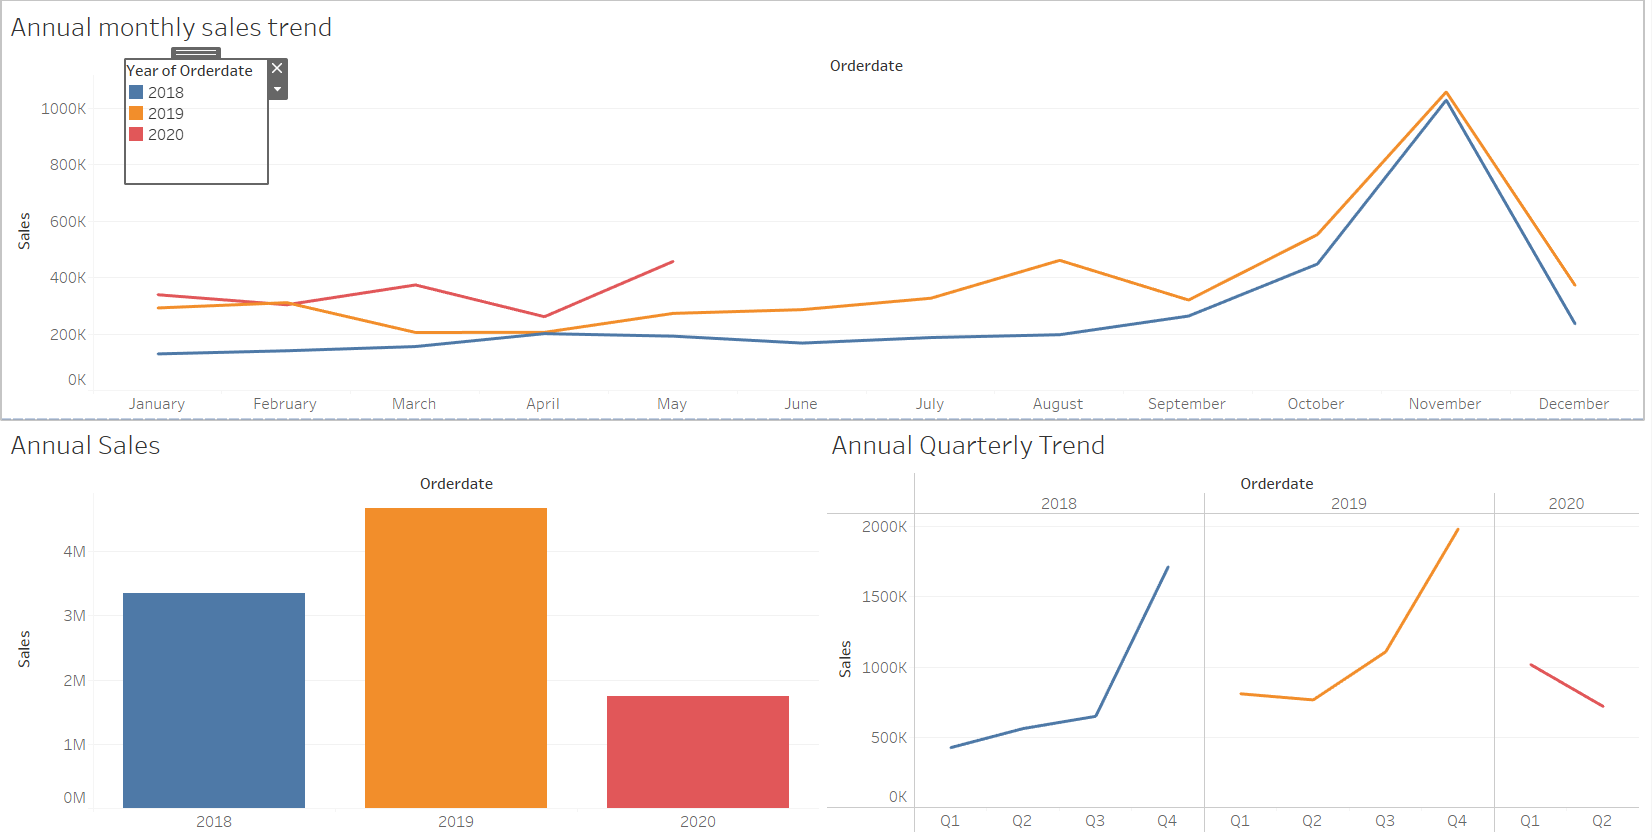 Annual monthly sales trend
Year of Orderdate
2018
2019
2020
Orderdate
1000K
800K
600K
400K
200K
0K
Sales
January February March April May June July August September October November December
Annual Sales
Orderdate
4M
3M
2M
1M
0M
Sales
2018 2019 2020
Annual Quarterly Trend
Orderdate
2018 2019 2020
2000K
1500K
1000K
500K
0K
Sales
Q1 Q2 Q3 Q4 Q1 Q2 Q3 Q4 Q1 Q2